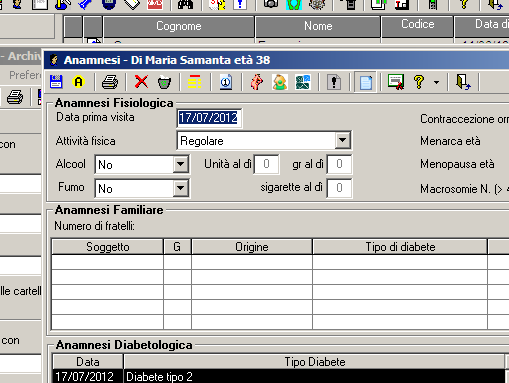 Cognome Nome Codice Data di
- Archiv
Anamnesi - Di Maria Samanta età 38
Prefere
A ? ! ?
Anamnesi Fisiologica
Data prima visita 17/07/2012 Contraccezione orm
con
Attività fisica Regolare Menarca età
Alcool No Unità al dì 0 gr al dì 0 Menopausa età
Fumo No sigarette al dì 0 Macrosomie N. (> 4
Anamnesi Familiare
Numero di fratelli:
Soggetto G Origine Tipo di diabete
lle cartell
con
Anamnesi Diabetologica
Data Tipo Diabete
17/07/2012 Diabete tipo 2